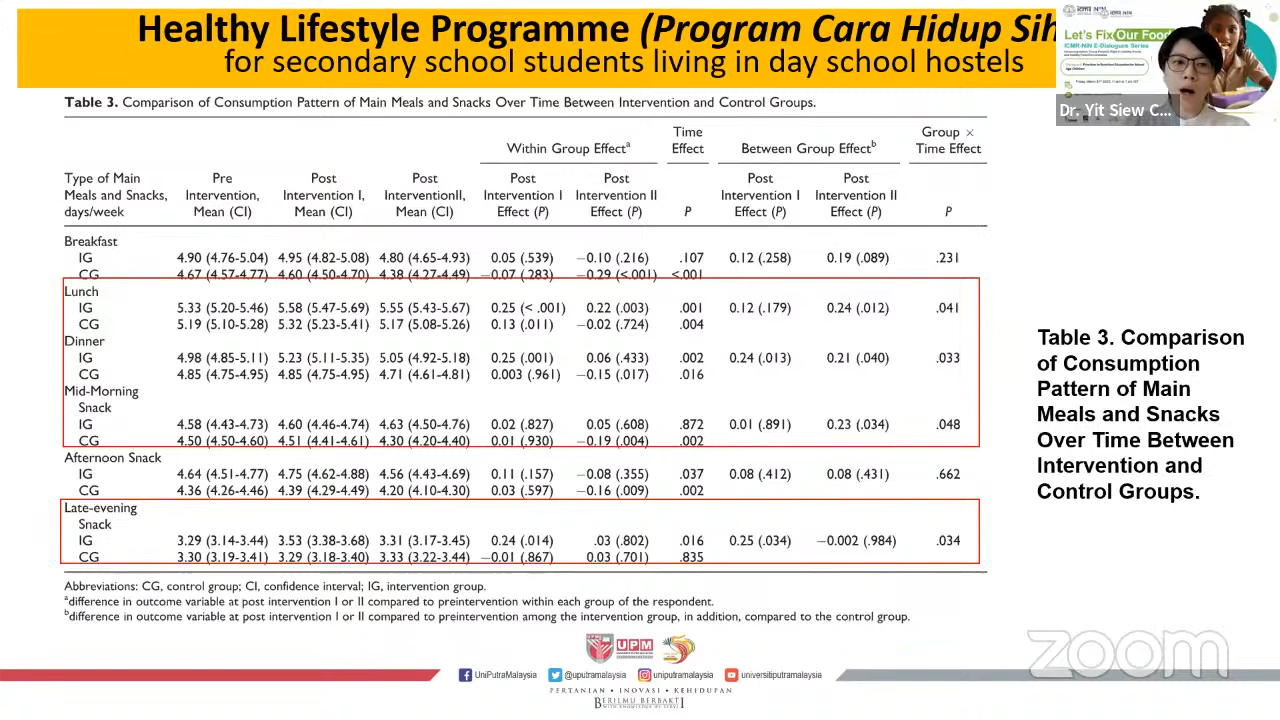 Healthy Lifestyle Programme (Program Cara Hidup Sih
for secondary school students living in day school hostels
Let's Fix Our Food
ICMR-NIN E-Dialogues Series
Dr. Yit Siew C...
Table 3. Comparison of Consumption Pattern of Main Meals and Snacks Over Time Between Intervention and Control Groups.
Within Group Effecta Time Effect Between Group Effectb Group × Time Effect
Type of Main Meals and Snacks, days/week Pre Intervention, Mean (CI) Post Intervention I, Mean (CI) Post InterventionII, Mean (CI) Post Intervention I Effect (P) Post Intervention II Effect (P) P Post Intervention I Effect (P) Post Intervention II Effect (P) P
Breakfast
IG 4.90 (4.76-5.04) 4.95 (4.82-5.08) 4.80 (4.65-4.93) 0.05 (.539) −0.10 (.216) .107 0.12 (.258) 0.19 (.089) .231
CG 4.67 (4.57-4.77) 4.60 (4.50-4.70) 4.38 (4.27-4.49) −0.07 (.283) −0.29 (<.001) <.001
Lunch
IG 5.33 (5.20-5.46) 5.58 (5.47-5.69) 5.55 (5.43-5.67) 0.25 (< .001) 0.22 (.003) .001 0.12 (.179) 0.24 (.012) .041
CG 5.19 (5.10-5.28) 5.32 (5.23-5.41) 5.17 (5.08-5.26) 0.13 (.011) −0.02 (.724) .004
Dinner
IG 4.98 (4.85-5.11) 5.23 (5.11-5.35) 5.05 (4.92-5.18) 0.25 (.001) 0.06 (.433) .002 0.24 (.013) 0.21 (.040) .033
CG 4.85 (4.75-4.95) 4.85 (4.75-4.95) 4.71 (4.61-4.81) 0.003 (.961) −0.15 (.017) .016
Mid-Morning
Snack
IG 4.58 (4.43-4.73) 4.60 (4.46-4.74) 4.63 (4.50-4.76) 0.02 (.827) 0.05 (.608) .872 0.01 (.891) 0.23 (.034) .048
CG 4.50 (4.50-4.60) 4.51 (4.41-4.61) 4.30 (4.20-4.40) 0.01 (.930) −0.19 (.004) .002
Afternoon Snack
IG 4.64 (4.51-4.77) 4.75 (4.62-4.88) 4.56 (4.43-4.69) 0.11 (.157) −0.08 (.355) .037 0.08 (.412) 0.08 (.431) .662
CG 4.36 (4.26-4.46) 4.39 (4.29-4.49) 4.20 (4.10-4.30) 0.03 (.597) −0.16 (.009) .002
Late-evening
Snack
IG 3.29 (3.14-3.44) 3.53 (3.38-3.68) 3.31 (3.17-3.45) 0.24 (.014) .03 (.802) .016 0.25 (.034) −0.002 (.984) .034
CG 3.30 (3.19-3.41) 3.29 (3.18-3.40) 3.33 (3.22-3.44) −0.01 (.867) 0.03 (.701) .835
Abbreviations: CG, control group; CI, confidence interval; IG, intervention group.
adifference in outcome variable at post intervention I or II compared to preintervention within each group of the respondent.
bdifference in outcome variable at post intervention I or II compared to preintervention among the intervention group, in addition, compared to the control group.
Table 3. Comparison
of Consumption
Pattern of Main
Meals and Snacks
Over Time Between
Intervention and
Control Groups.
zoom
UPM
UniPutraMalaysia @uputramalaysia uniputramalaysia universitiputramalaysia
PERTANIAN • INOVASI • KEHIDUPAN
BERILMU BERBAKTI
WITH KNOWLEDGE WE SERVE